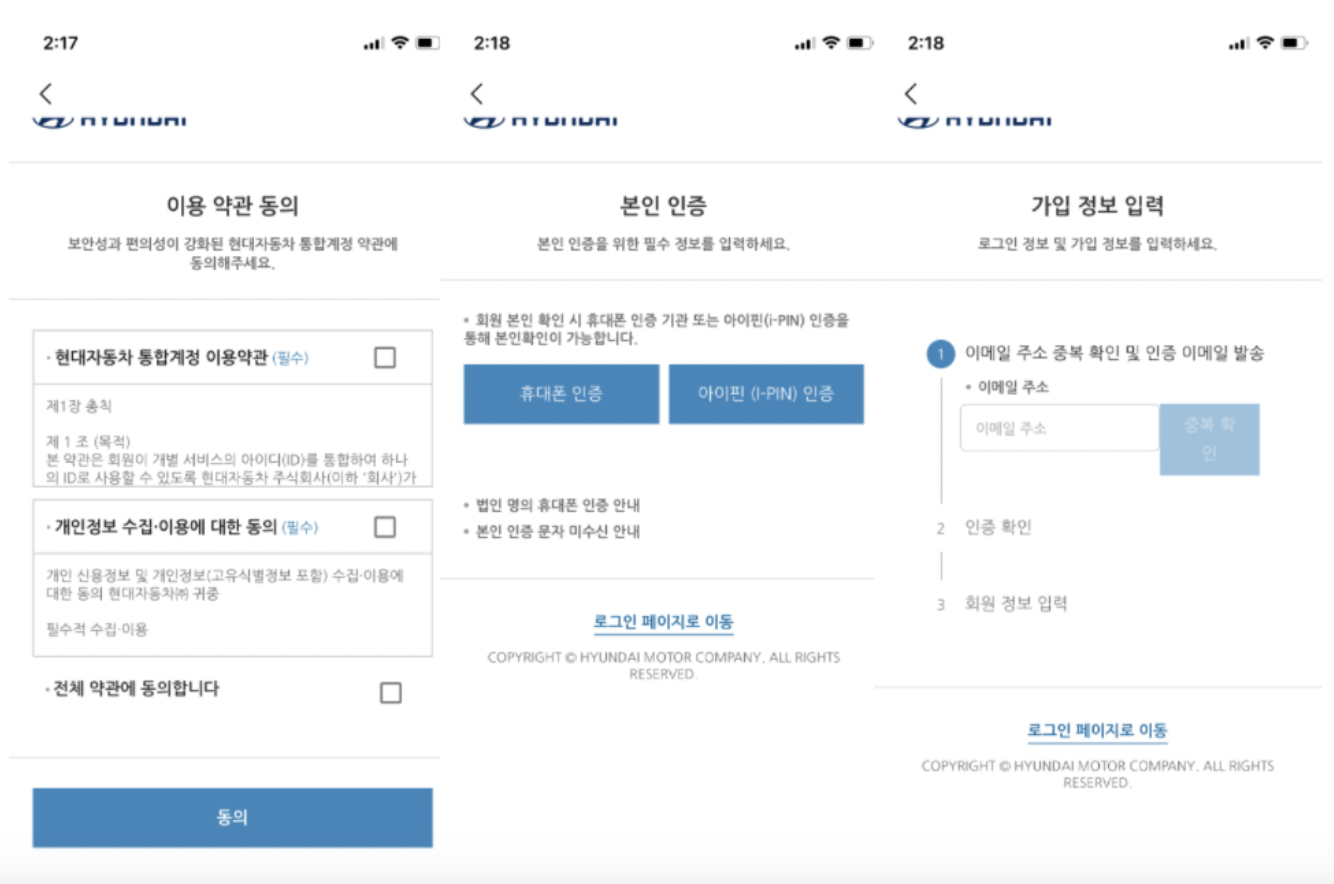 2:17
HYUNDAI
이용 약관 동의
보안성과 편의성이 강화된 현대자동차 통합계정 약관에
동의해주세요.
· 현대자동차 통합계정 이용약관 (필수)
제1장 총칙
제 1 조 (목적)
본 약관은 회원이 개별 서비스의 아이디(ID)를 통합하여 하나
의 ID로 사용할 수 있도록 현대자동차 주식회사(이하 '회사')가
· 개인정보 수집·이용에 대한 동의 (필수)
개인 신용정보 및 개인정보(고유식별정보 포함) 수집·이용에
대한 동의 현대자동차㈜ 귀중
필수적 수집·이용
· 전체 약관에 동의합니다
동의
2:18
HYUNDAI
본인 인증
본인 인증을 위한 필수 정보를 입력하세요.
• 회원 본인 확인 시 휴대폰 인증 기관 또는 아이핀(i-PIN) 인증을
통해 본인확인이 가능합니다.
휴대폰 인증
아이핀 (I-PIN) 인증
• 법인 명의 휴대폰 인증 안내
• 본인 인증 문자 미수신 안내
로그인 페이지로 이동
COPYRIGHT © HYUNDAI MOTOR COMPANY. ALL RIGHTS
RESERVED.
2:18
HYUNDAI
가입 정보 입력
로그인 정보 및 가입 정보를 입력하세요.
1 이메일 주소 중복 확인 및 인증 이메일 발송
• 이메일 주소
이메일 주소
중복 확
인
2 인증 확인
3 회원 정보 입력
로그인 페이지로 이동
COPYRIGHT © HYUNDAI MOTOR COMPANY. ALL RIGHTS
RESERVED.